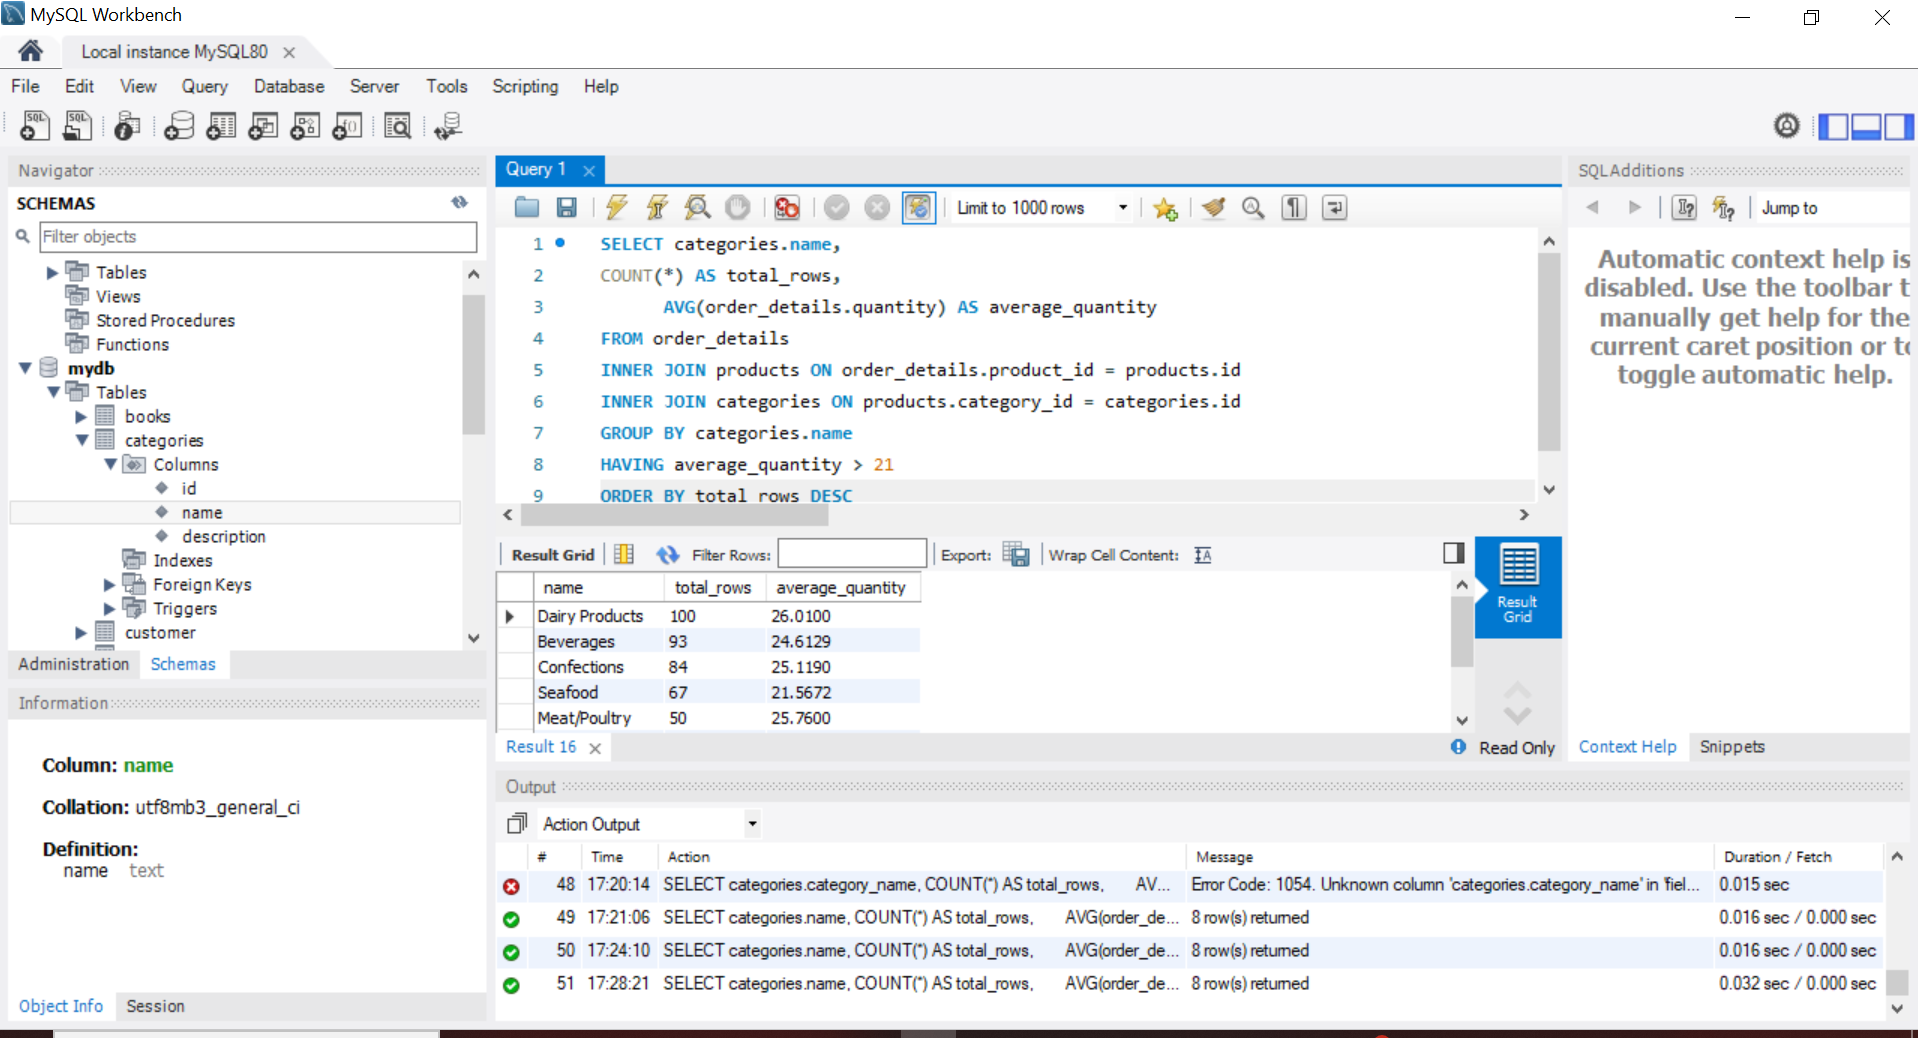 MySQL Workbench
Local instance MySQL80
File Edit View Query Database Server Tools Scripting Help
Navigator
SCHEMAS
Filter objects
Tables
Views
Stored Procedures
Functions
mydb
Tables
books
categories
Columns
id
name
description
Indexes
Foreign Keys
Triggers
customer
Administration Schemas
Information
Column: name
Collation: utf8mb3_general_ci
Definition:
name text
Object Info Session
Query 1
Limit to 1000 rows
1 SELECT categories.name,
2 COUNT(*) AS total_rows,
3 AVG(order_details.quantity) AS average_quantity
4 FROM order_details
5 INNER JOIN products ON order_details.product_id = products.id
6 INNER JOIN categories ON products.category_id = categories.id
7 GROUP BY categories.name
8 HAVING average_quantity > 21
9 ORDER BY total_rows DESC
Result Grid Filter Rows: Export: Wrap Cell Content:
name total_rows average_quantity
Dairy Products 100 26.0100
Beverages 93 24.6129
Confections 84 25.1190
Seafood 67 21.5672
Meat/Poultry 50 25.7600
Result
Grid
Result 16
Read Only
SQLAdditions
Jump to
Automatic context help is
disabled. Use the toolbar t
manually get help for the
current caret position or to
toggle automatic help.
Context Help Snippets
Output
Action Output
# Time Action Message Duration / Fetch
48 17:20:14 SELECT categories.category_name, COUNT(*) AS total_rows, AV... Error Code: 1054. Unknown column 'categories.category_name' in 'fiel... 0.015 sec
49 17:21:06 SELECT categories.name, COUNT(*) AS total_rows, AVG(order_de... 8 row(s) returned 0.016 sec / 0.000 sec
50 17:24:10 SELECT categories.name, COUNT(*) AS total_rows, AVG(order_de... 8 row(s) returned 0.016 sec / 0.000 sec
51 17:28:21 SELECT categories.name, COUNT(*) AS total_rows, AVG(order_de... 8 row(s) returned 0.032 sec / 0.000 sec